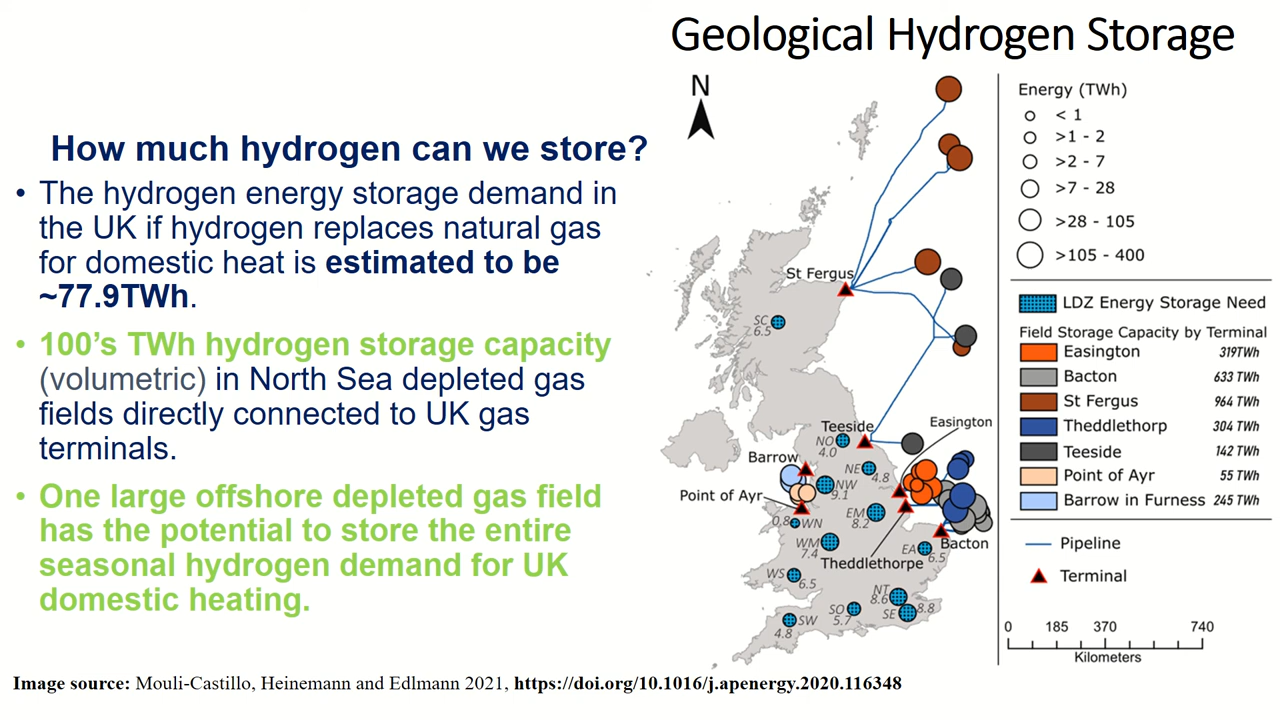 Geological Hydrogen Storage
How much hydrogen can we store?
• The hydrogen energy storage demand in
the UK if hydrogen replaces natural gas
for domestic heat is estimated to be
~77.9TWh.
• 100’s TWh hydrogen storage capacity
(volumetric) in North Sea depleted gas
fields directly connected to UK gas
terminals.
• One large offshore depleted gas field
has the potential to store the entire
seasonal hydrogen demand for UK
domestic heating.
N
St Fergus
SC
6.5
Teeside
Easington
NO
4.0
Barrow
NE
4.8
NW
9.1
Point of Ayr
0.8
WN
EM
8.2
WM
7.4
Bacton
EA
6.5
Theddlethorpe
WS
6.5
NT
8.6
SO
5.7
SE
8.8
SW
4.8
Energy (TWh)
< 1
>1 - 2
>2 - 7
>7 - 28
>28 - 105
>105 - 400
LDZ Energy Storage Need
Field Storage Capacity by Terminal
Easington 319TWh
Bacton 633 TWh
St Fergus 964 TWh
Theddlethorp 304 TWh
Teeside 142 TWh
Point of Ayr 55 TWh
Barrow in Furness 245 TWh
Pipeline
Terminal
0 185 370 740
Kilometers
Image source: Mouli-Castillo, Heinemann and Edlmann 2021, https://doi.org/10.1016/j.apenergy.2020.116348